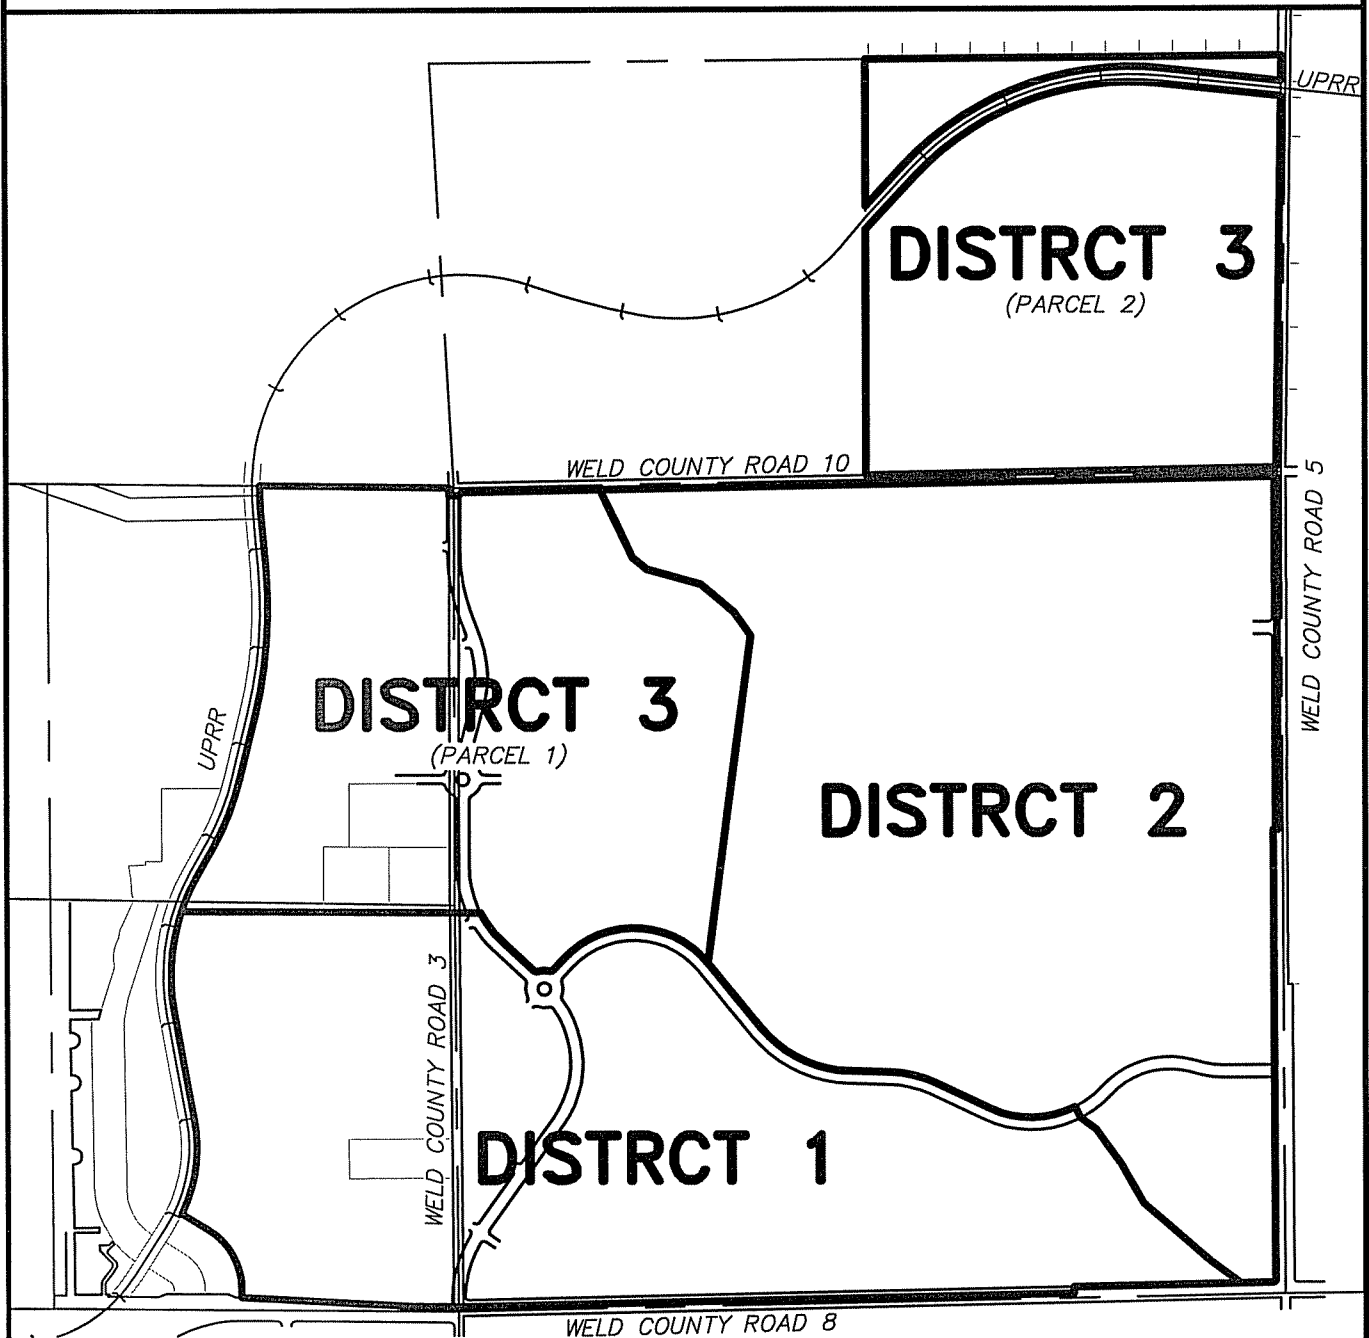 UPRR
DISTRCT 3
(PARCEL 2)
WELD COUNTY ROAD 10
WELD COUNTY ROAD 5
DISTRCT 3
(PARCEL 1)
UPRR
DISTRCT 2
WELD COUNTY ROAD 3
DISTRCT 1
WELD COUNTY ROAD 8